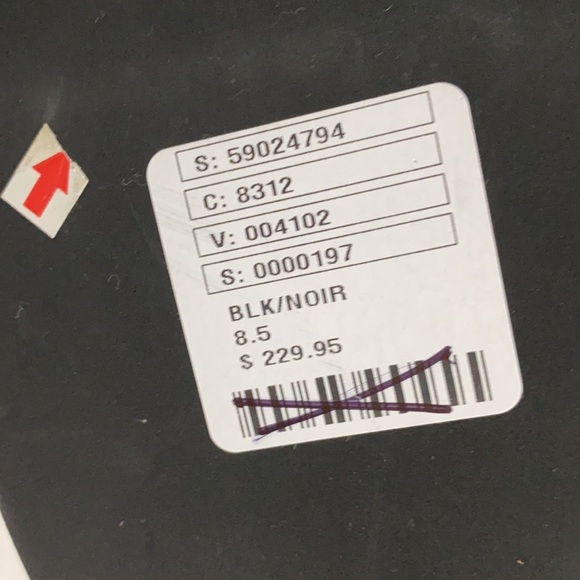 S: 59024794
C: 8312
V: 004102
S: 0000197
BLK/NOIR
8.5
$ 229.95